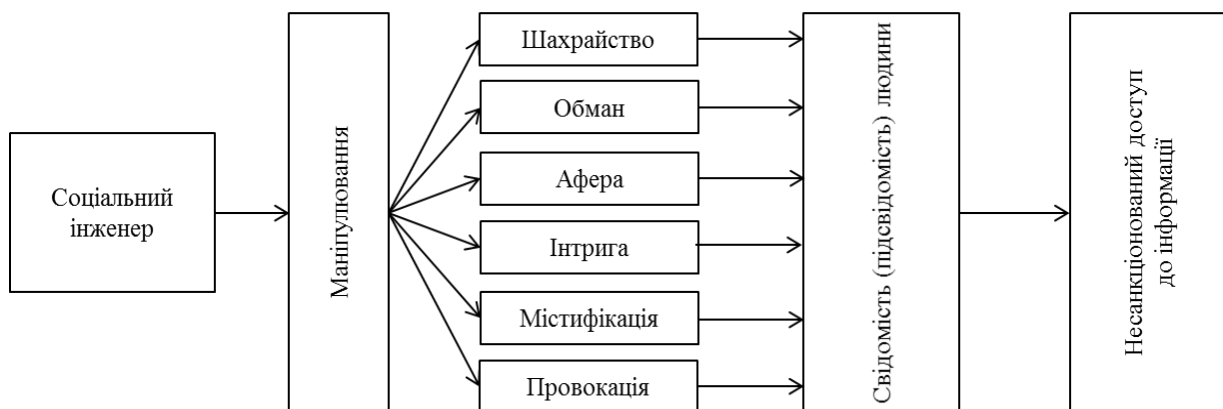 Соціальний
інженер
Маніпулювання
Шахрайство
Обман
Афера
Інтрига
Містифікація
Провокація
Свідомість (підсвідомість) людини
Несанкціонований доступ
до інформації